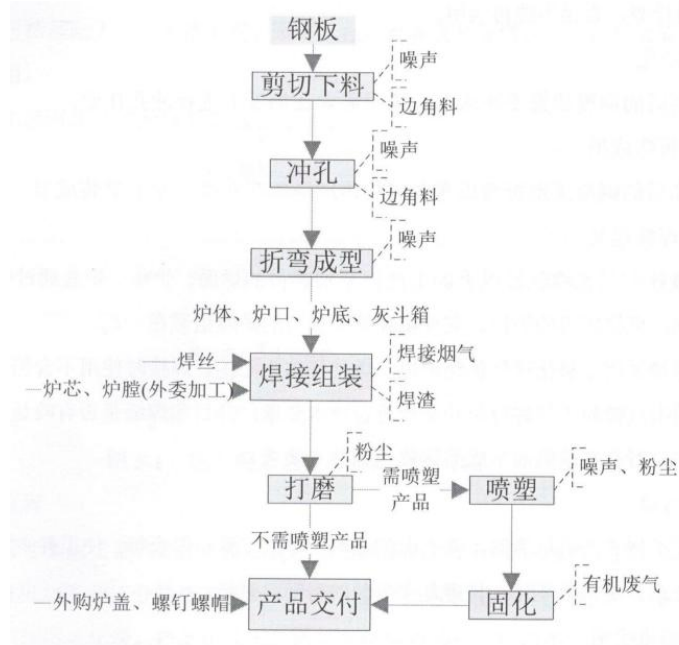 钢板
噪声
剪切下料
边角料
噪声
冲孔
边角料
噪声
折弯成型
炉体、炉口、炉底、灰斗箱
焊丝
焊接烟气
焊接组装
炉芯、炉膛(外委加工)
焊渣
粉尘
打磨
需喷塑
产品
喷塑
噪声、粉尘
不需喷塑产品
有机废气
外购炉盖、螺钉螺帽
产品交付
固化